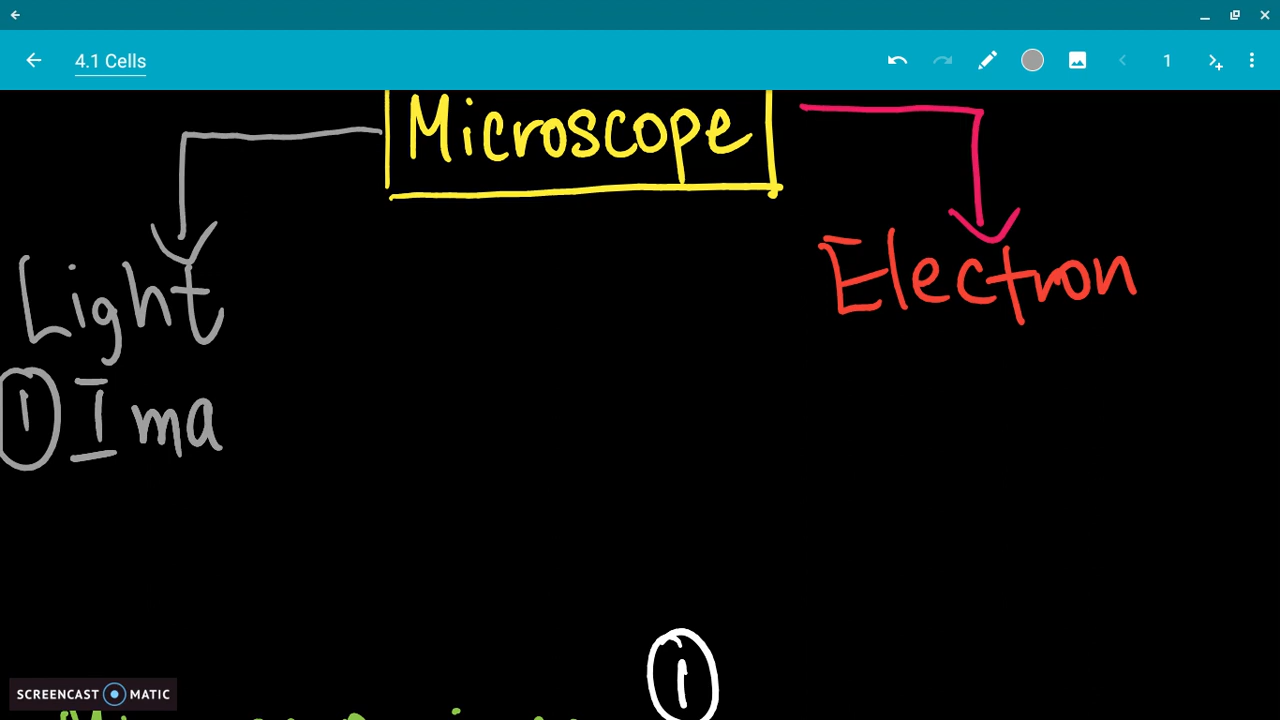 4.1 Cells
1
Microscope
Light
Electron
① Ima
①
SCREENCAST MATIC